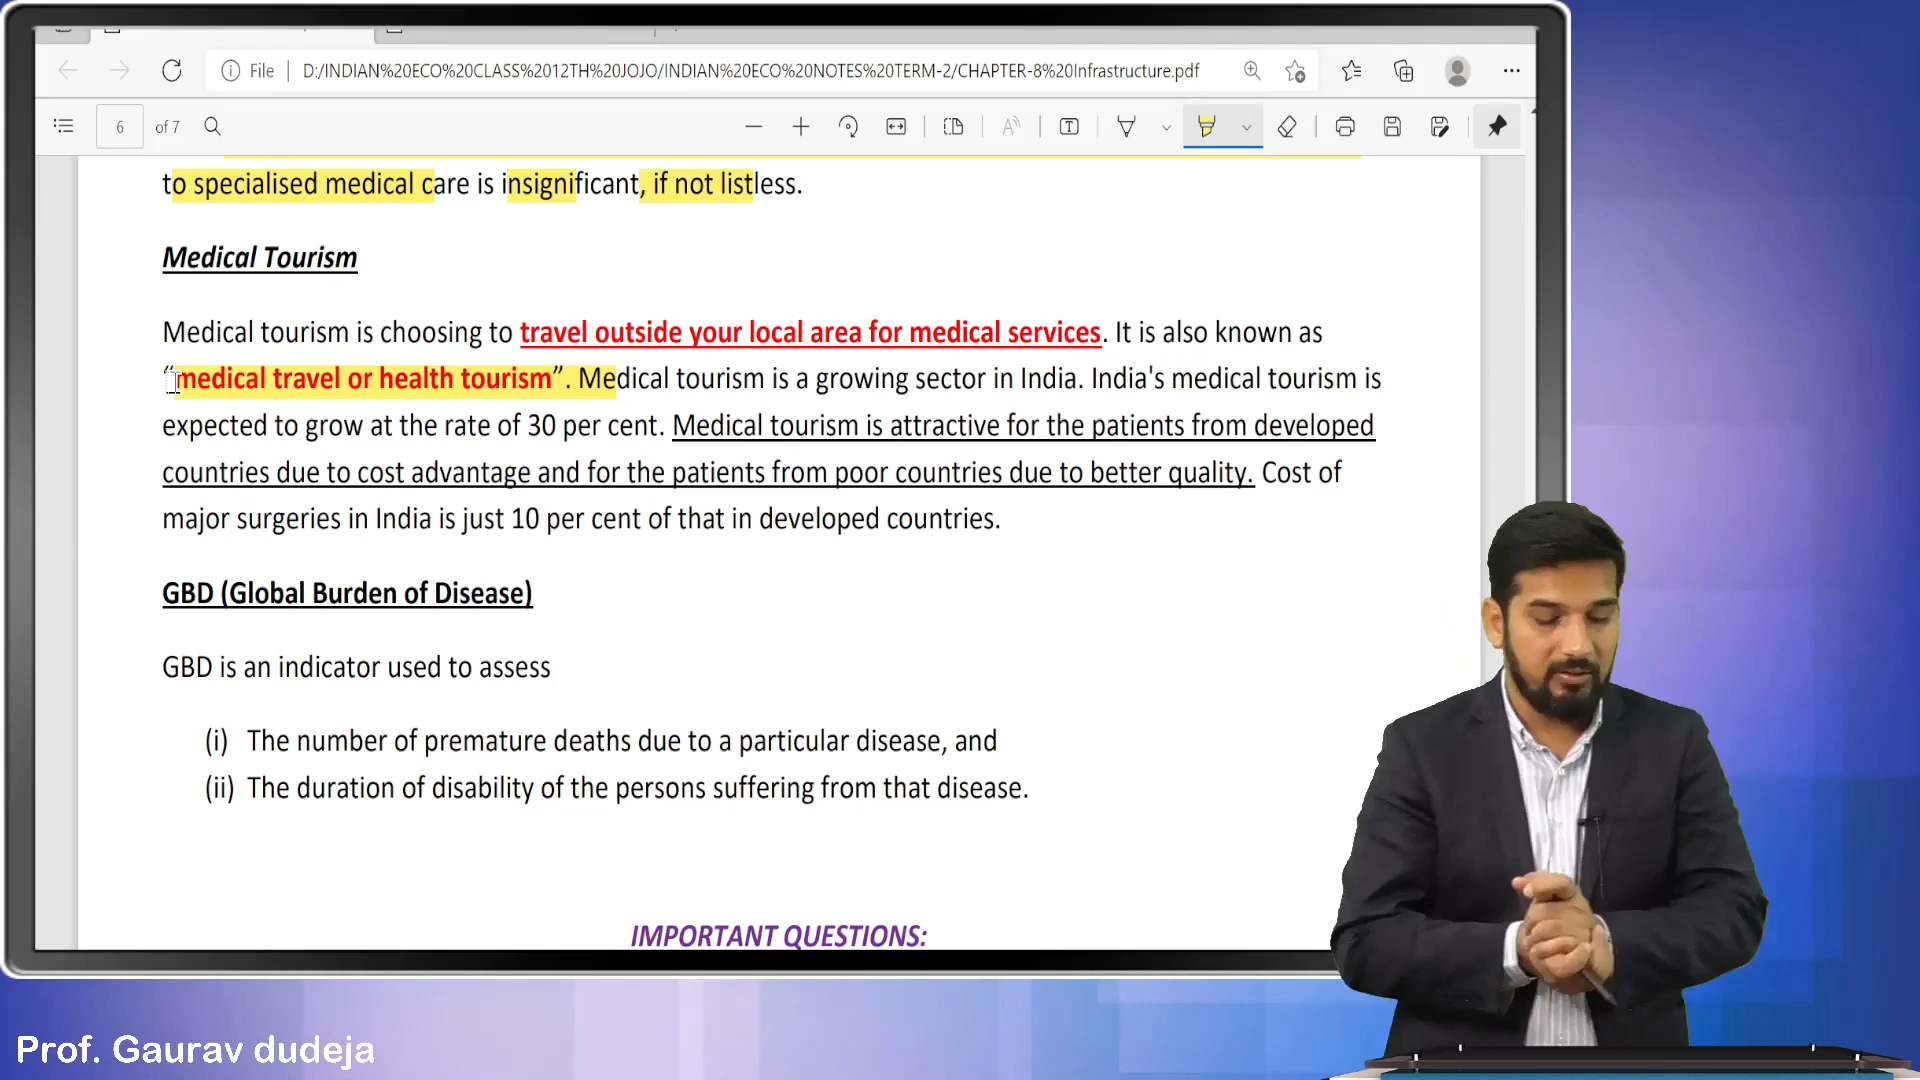 File D:/INDIAN%20ECO%20CLASS%2012TH%20JOJO/INDIAN%20ECO%20NOTES%20TERM-2/CHAPTER-8%20Infrastructure.pdf
6 of 7
to specialised medical care is insignificant, if not listless.
Medical Tourism
Medical tourism is choosing to travel outside your local area for medical services. It is also known as
“medical travel or health tourism”. Medical tourism is a growing sector in India. India's medical tourism is
expected to grow at the rate of 30 per cent. Medical tourism is attractive for the patients from developed
countries due to cost advantage and for the patients from poor countries due to better quality. Cost of
major surgeries in India is just 10 per cent of that in developed countries.
GBD (Global Burden of Disease)
GBD is an indicator used to assess
(i) The number of premature deaths due to a particular disease, and
(ii) The duration of disability of the persons suffering from that disease.
IMPORTANT QUESTIONS:
Prof. Gaurav dudeja